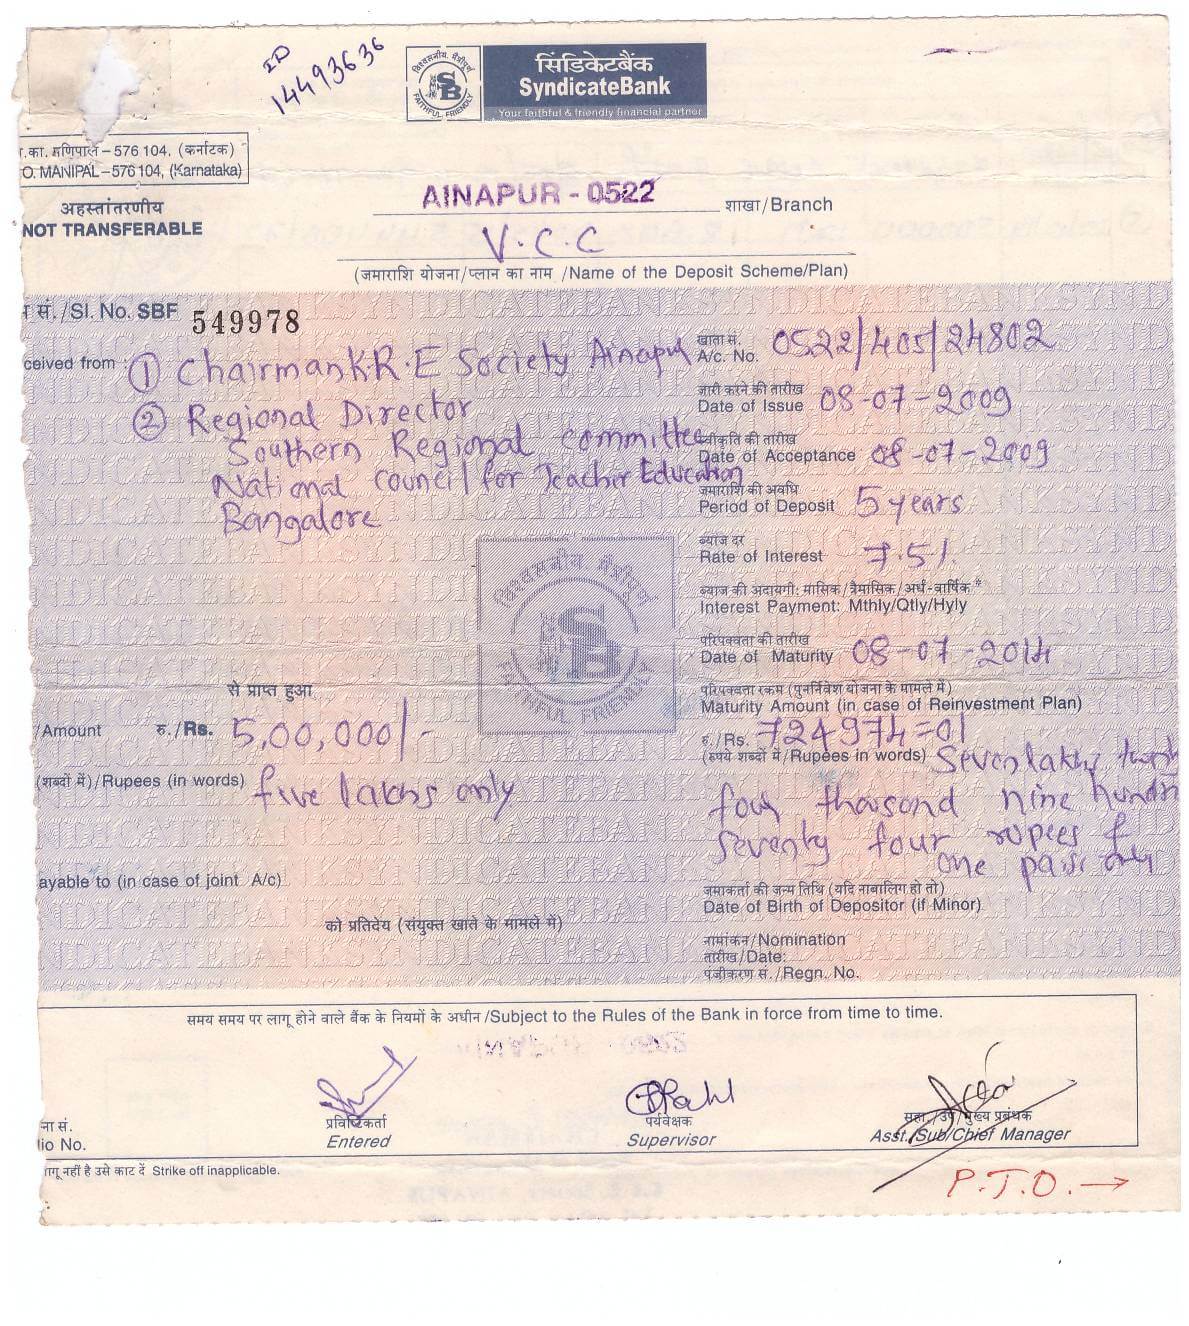 ID
14493636
विश्वसनीय. मैत्रीपूर्ण
SB
FAITHFUL. FRIENDLY
सिंडिकेटबैंक
SyndicateBank
Your faithful & friendly financial partner
.का. मणिपाल – 576 104. (कर्नाटक)
O. MANIPAL – 576 104, (Karnataka)
अहस्तांतरणीय
NOT TRANSFERABLE
AINAPUR - 0522
शाखा/Branch
V.C.C
(जमाराशि योजना/प्लान का नाम /Name of the Deposit Scheme/Plan)
सं./Sl. No. SBF 549978
ceived from : ① Chairman K.R.E Society Ainapur
② Regional Director
Southern Regional committee
National council for Teacher Education
Bangalore
खाता सं.
A/c. No. 0522/405/24802
जारी करने की तारीख
Date of Issue 08-07-2009
स्वीकृति की तारीख
Date of Acceptance 08-07-2009
जमाराशि की अवधि
Period of Deposit 5 years
ब्याज दर
Rate of Interest 7.5%
ब्याज की अदायगी: मासिक/त्रैमासिक/अर्ध-वार्षिक*
Interest Payment: Mthly/Qtly/Hyly
परिपक्वता की तारीख
Date of Maturity 08-07-2014
विश्वसनीय. मैत्रीपूर्ण
SB
FAITHFUL FRIENDLY
से प्राप्त हुआ
/Amount रु./Rs. 5,00,000/-
(शब्दों में)/Rupees (in words) five lakhs only
परिपक्वता रकम (पुनर्निवेश योजना के मामले में)
Maturity Amount (in case of Reinvestment Plan)
रु./Rs. 724974=01
(रुपये शब्दों में/Rupees in words) Seven lakhs
four thousand nine
seventy four rupees &
one paise only
ayable to (in case of joint A/c)
को प्रतिदेय (संयुक्त खाते के मामले में)
जमाकर्ता की जन्म तिथि (यदि नाबालिग हो तो)
Date of Birth of Depositor (if Minor)
नामांकन/Nomination
तारीख/Date:
पंजीकरण सं./Regn. No.
समय समय पर लागू होने वाले बैंक के नियमों के अधीन/Subject to the Rules of the Bank in force from time to time.
ना सं.
lio No.
प्रविष्टिकर्ता
Entered
पर्यवेक्षक
Supervisor
सहा./उप/मुख्य प्रबंधक
Asst./Sub/Chief Manager
ागू नहीं है उसे काट दें Strike off inapplicable.
P.T.O. →